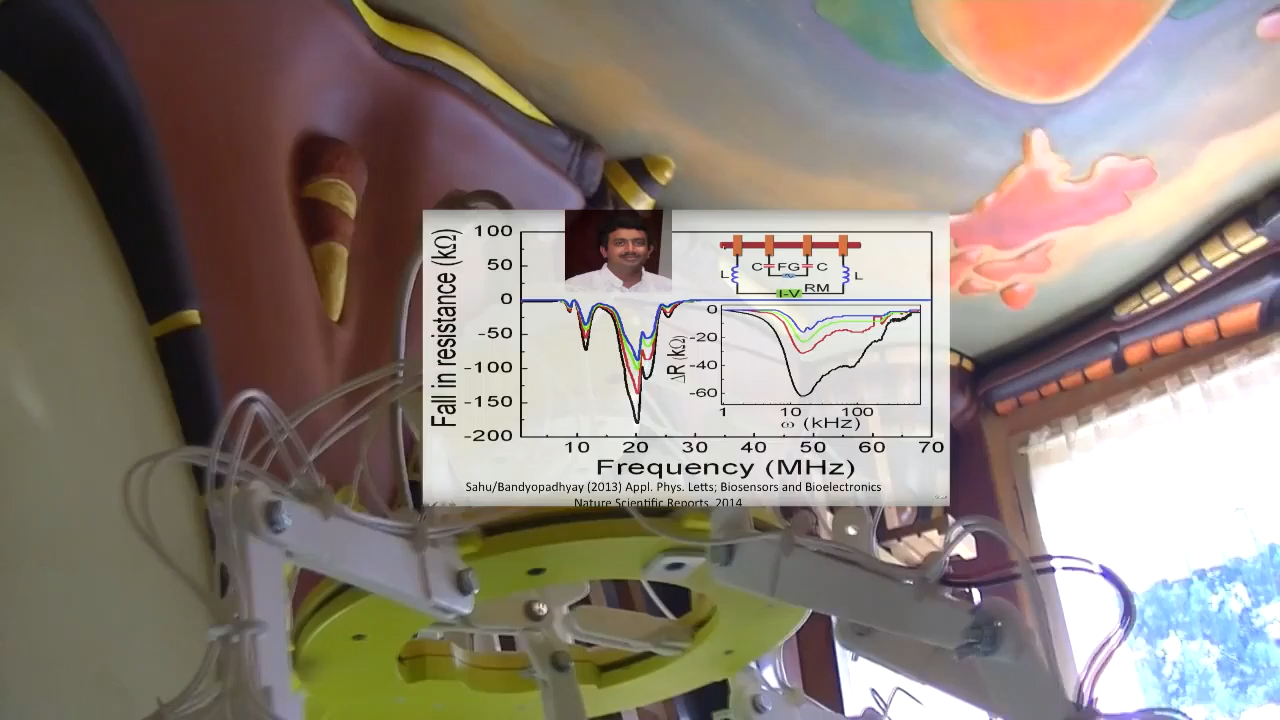 Fall in resistance (kΩ)
100
50
0
-50
-100
-150
-200
10 20 30 40 50 60 70
Frequency (MHz)
L C FG C L
I-V RM
ΔR (kΩ)
0
-20
-40
-60
1 10 100
ω (kHz)
Sahu/Bandyopadhyay (2013) Appl. Phys. Letts; Biosensors and Bioelectronics
Nature Scientific Reports, 2014